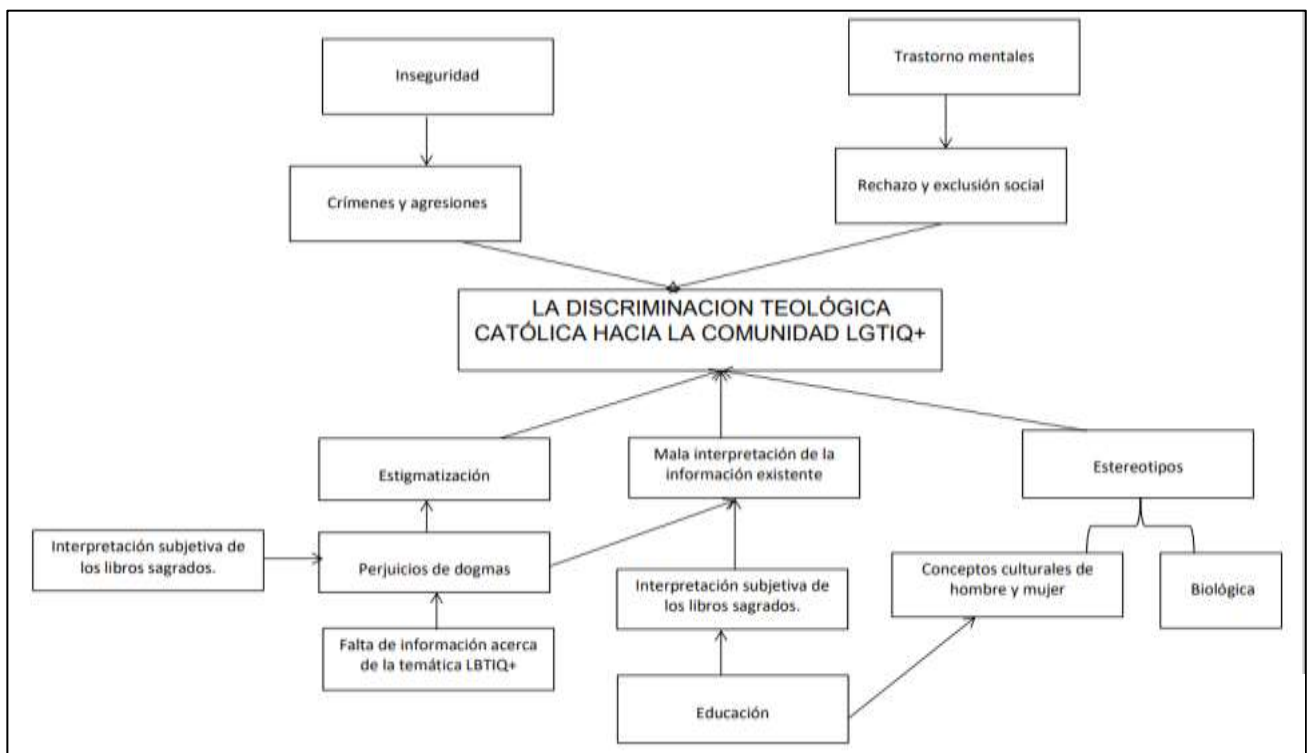 Inseguridad
Trastorno mentales
Crímenes y agresiones
Rechazo y exclusión social
LA DISCRIMINACION TEOLÓGICA
CATÓLICA HACIA LA COMUNIDAD LGTIQ+
Estigmatización
Mala interpretación de la
información existente
Estereotipos
Interpretación subjetiva de
los libros sagrados.
Perjuicios de dogmas
Interpretación subjetiva de
los libros sagrados.
Conceptos culturales de
hombre y mujer
Biológica
Falta de información acerca
de la temática LBTIQ+
Educación